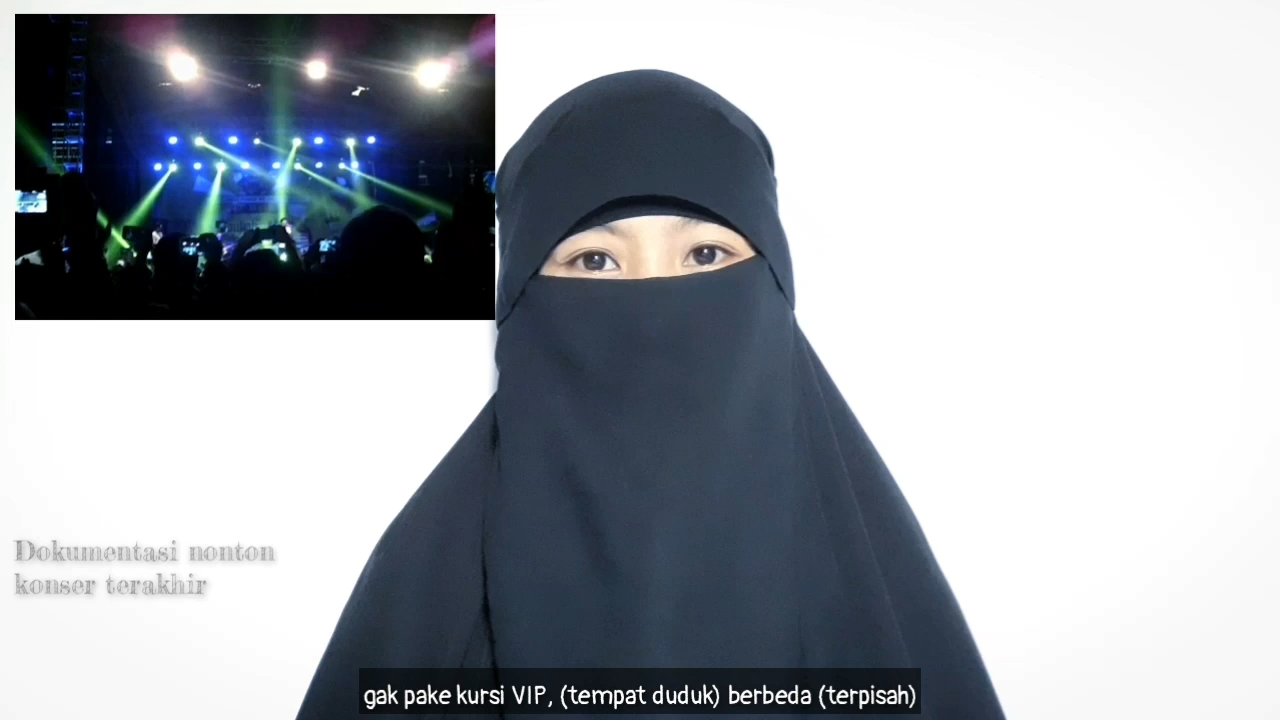 Dokumentasi nonton
konser terakhir
gak pake kursi VIP, (tempat duduk) berbeda (terpisah)